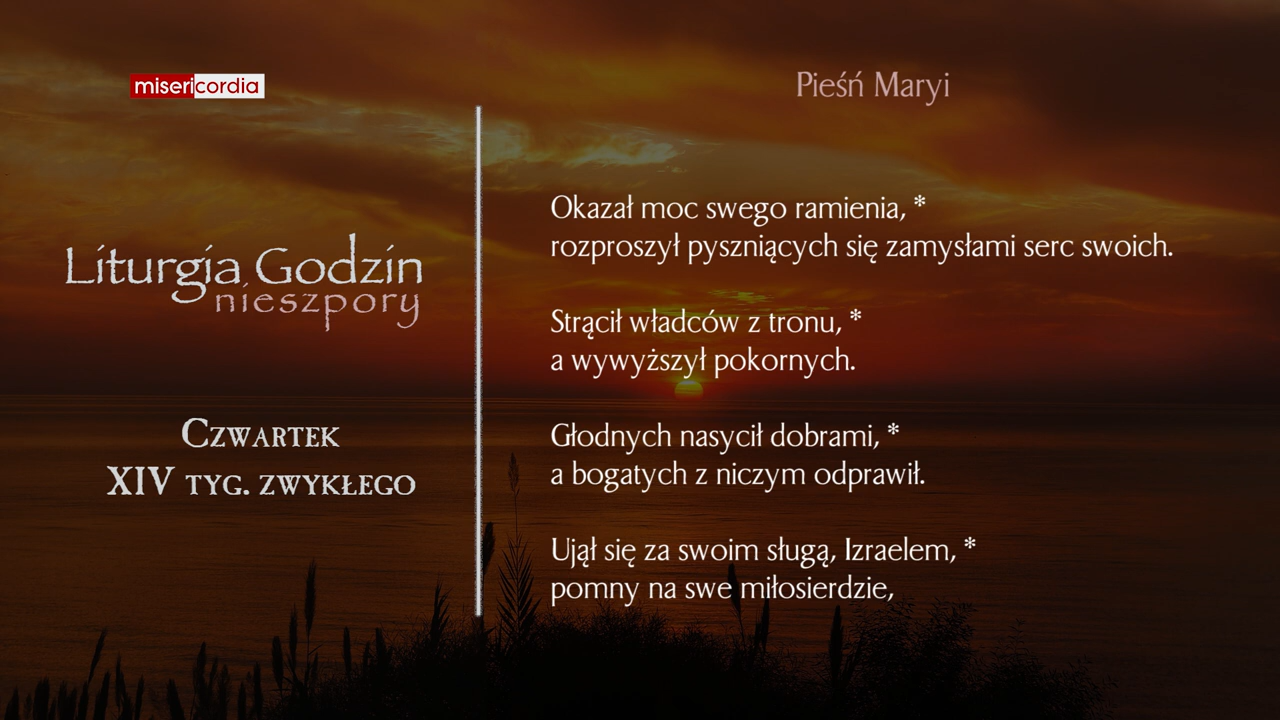 misericordia
Liturgia Godzin
nieszpory
Czwartek
XIV tyg. zwykłego
Pieśń Maryi
Okazał moc swego ramienia, *
rozproszył pyszniących się zamysłami serc swoich.
Strącił władców z tronu, *
a wywyższył pokornych.
Głodnych nasycił dobrami, *
a bogatych z niczym odprawił.
Ujął się za swoim sługą, Izraelem, *
pomny na swe miłosierdzie,